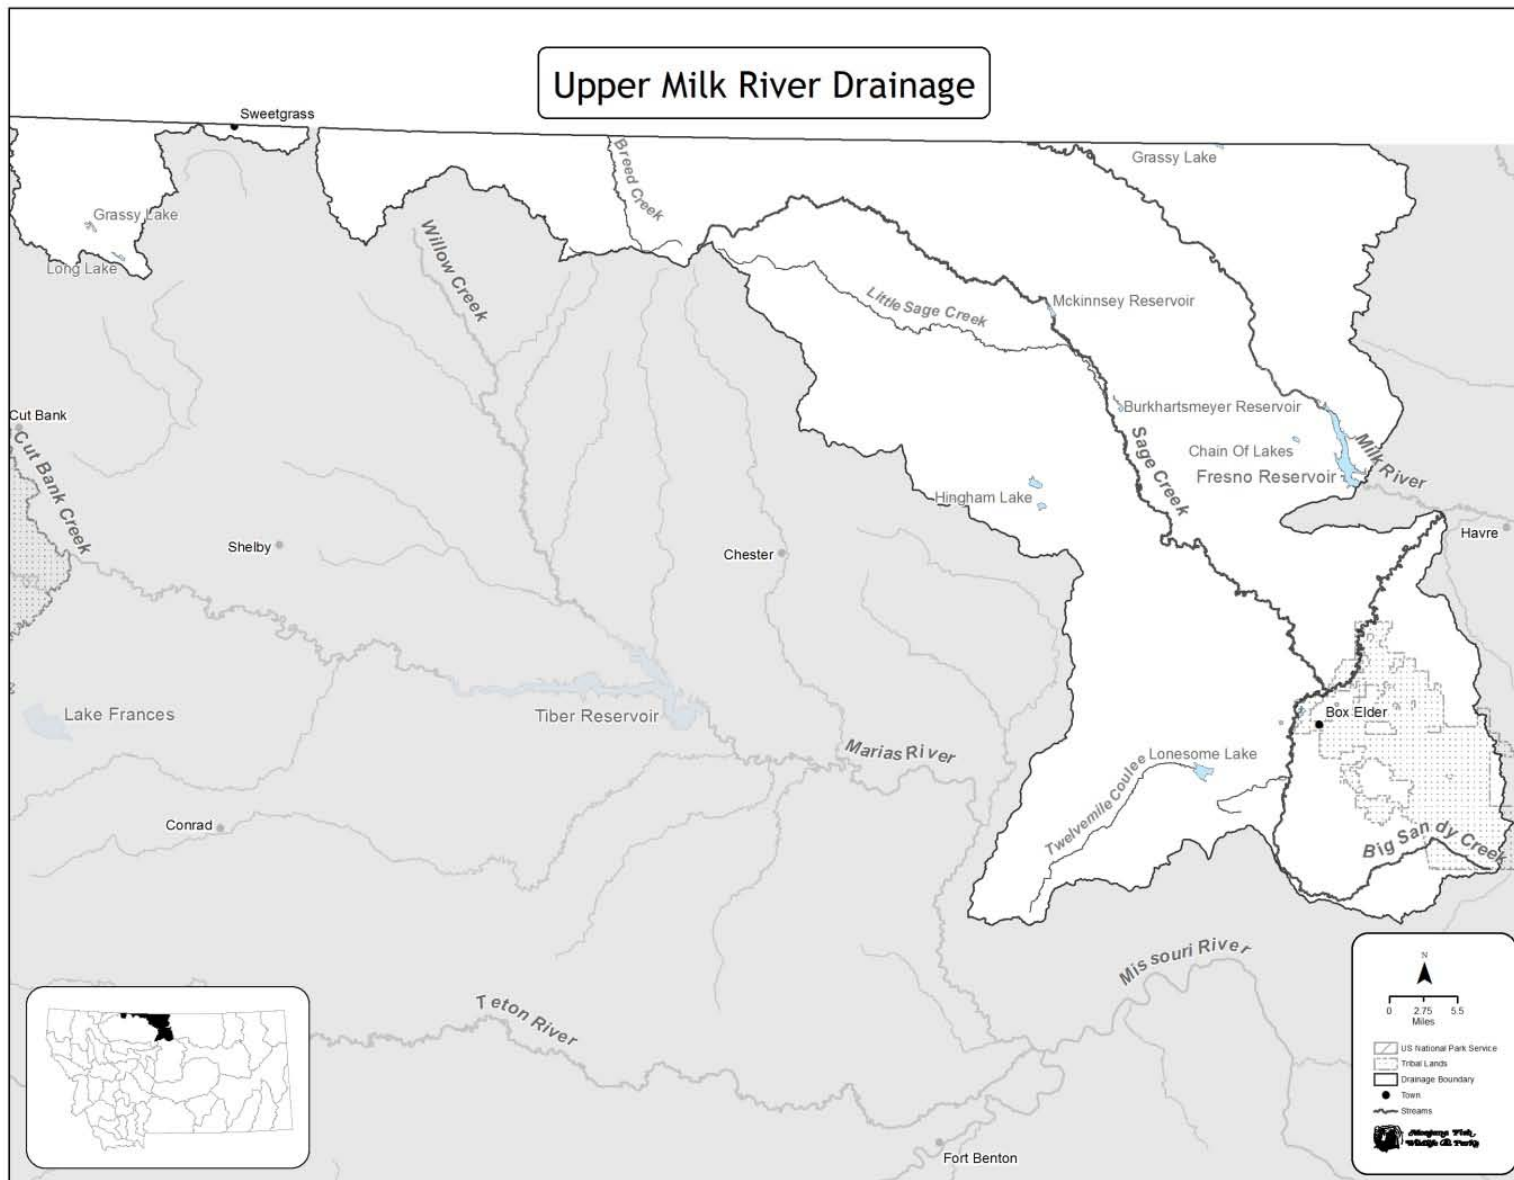 Upper Milk River Drainage
Sweetgrass
Breed Creek
Grassy Lake
Grassy Lake
Long Lake
Willow Creek
Little Sage Creek
Mckinnsey Reservoir
Cut Bank
Cut Bank Creek
Burkhartsmeyer Reservoir
Sage Creek
Chain Of Lakes
Milk River
Fresno Reservoir
Hingham Lake
Havre
Shelby
Chester
Lake Frances
Tiber Reservoir
Box Elder
Marias River
Lonesome Lake
Twelvemile Coulee
Conrad
Big Sandy Creek
Missouri River
Teton River
Fort Benton
N
0 2.75 5.5
Miles
US National Park Service
Tribal Lands
Drainage Boundary
Town
Streams
Montana Fish
Wildlife & Parks